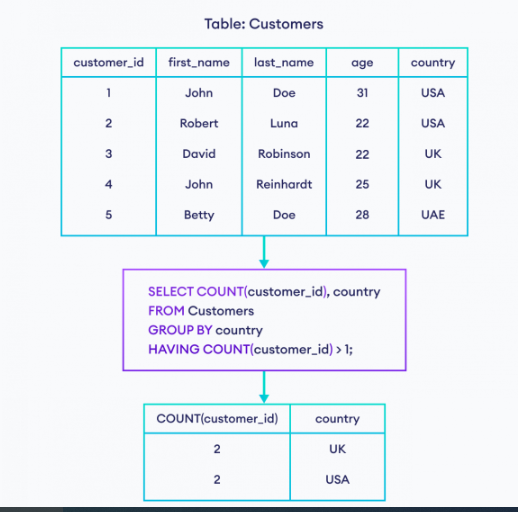 Table: Customers
customer_id first_name last_name age country
1 John Doe 31 USA
2 Robert Luna 22 USA
3 David Robinson 22 UK
4 John Reinhardt 25 UK
5 Betty Doe 28 UAE
SELECT COUNT(customer_id), country
FROM Customers
GROUP BY country
HAVING COUNT(customer_id) > 1;
COUNT(customer_id) country
2 UK
2 USA